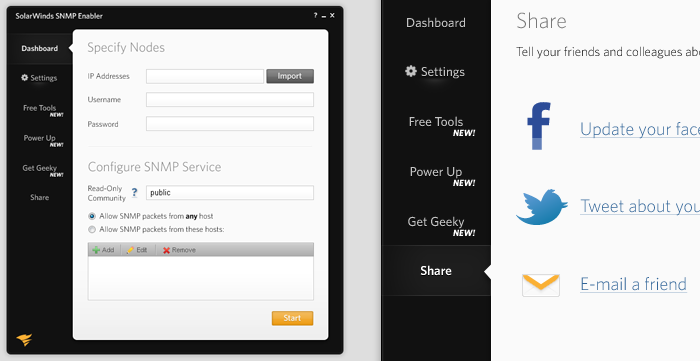 SolarWinds SNMP Enabler
Dashboard
Settings
Free Tools
NEW!
Power Up
NEW!
Get Geeky
NEW!
Share
Specify Nodes
IP Addresses
Import
Username
Password
Configure SNMP Service
Read-Only
Community
?
public
Allow SNMP packets from any host
Allow SNMP packets from these hosts:
Add
Edit
Remove
Start
Dashboard
Settings
Free Tools
NEW!
Power Up
NEW!
Get Geeky
NEW!
Share
Share
Tell your friends and colleagues abo
Update your face
Tweet about you
E-mail a friend